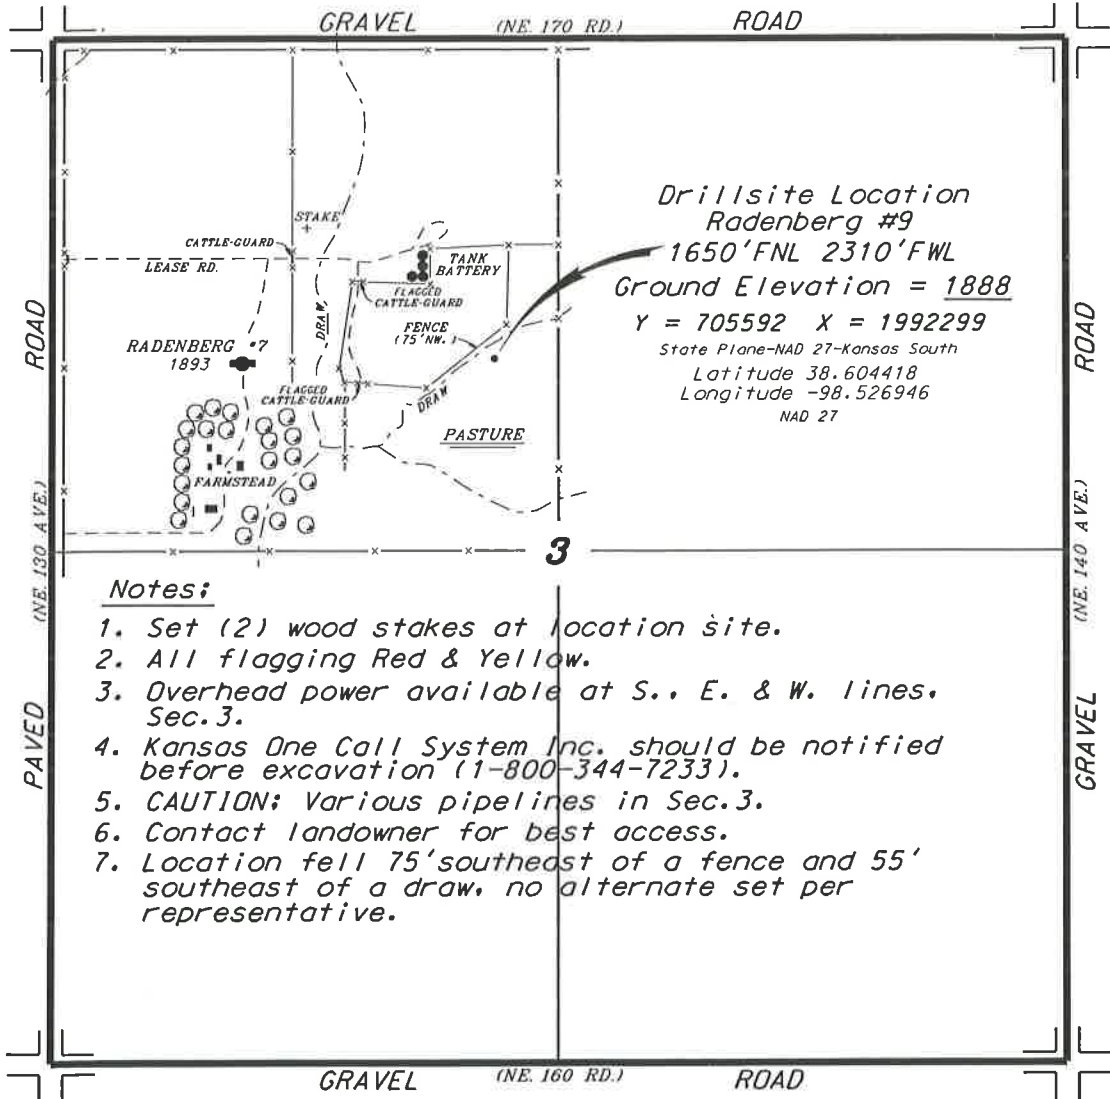 GRAVEL (NE. 170 RD.) ROAD
STAKE
CATTLE-GUARD
LEASE RD.
TANK
BATTERY
FLAGGED
CATTLE-GUARD
DRAW
FENCE
(75'NW.)
RADENBERG #7
1893
FLAGGED
CATTLE-GUARD
DRAW
PASTURE
FARMSTEAD
Drillsite Location
Radenberg #9
1650'FNL 2310'FWL
Ground Elevation = 1888
Y = 705592 X = 1992299
State Plane-NAD 27-Kansas South
Latitude 38.604418
Longitude -98.526946
NAD 27
PAVED (NE. 130 AVE.) ROAD
GRAVEL (NE. 140 AVE.) ROAD
3
Notes:
1. Set (2) wood stakes at location site.
2. All flagging Red & Yellow.
3. Overhead power available at S., E. & W. lines,
Sec.3.
4. Kansas One Call System Inc. should be notified
before excavation (1-800-344-7233).
5. CAUTION: Various pipelines in Sec.3.
6. Contact landowner for best access.
7. Location fell 75'southeast of a fence and 55'
southeast of a draw, no alternate set per
representative.
GRAVEL (NE. 160 RD.) ROAD